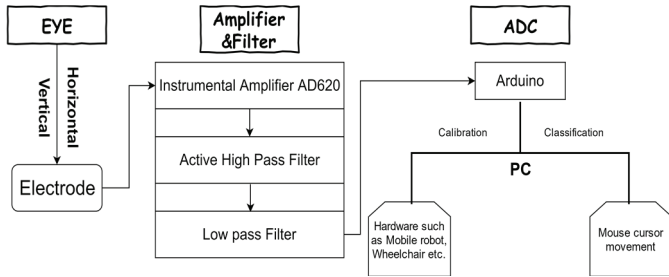 EYE
Amplifier
&Filter
ADC
Vertical
Horizontal
Electrode
Instrumental Amplifier AD620
Active High Pass Filter
Low pass Filter
Arduino
Calibration
Classification
PC
Hardware such
as Mobile robot,
Wheelchair etc.
Mouse cursor
movement